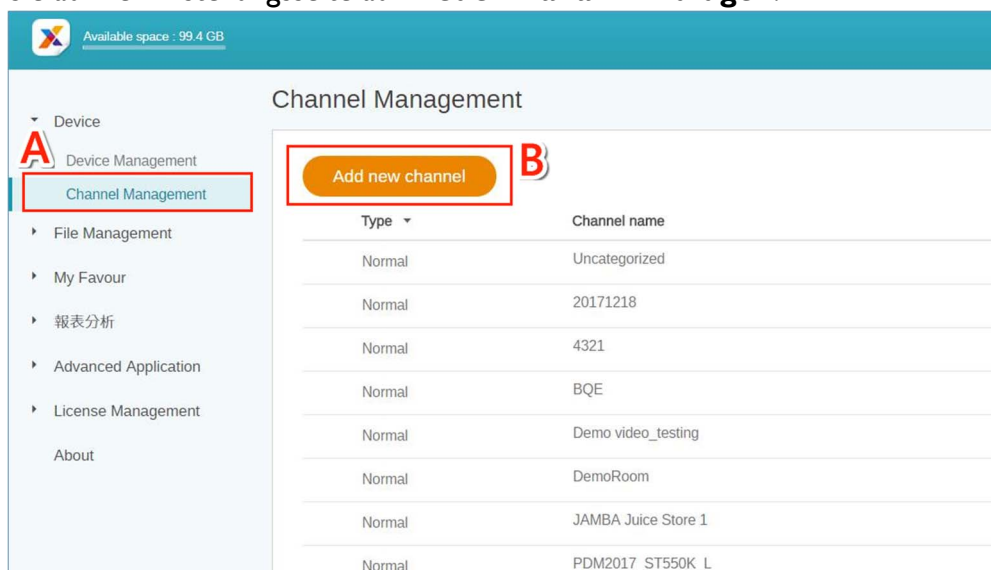 Available space : 99.4 GB
Channel Management
Device
A
Device Management
Channel Management
File Management
My Favour
報表分析
Advanced Application
License Management
About
Add new channel
B
Type
Channel name
Normal Uncategorized
Normal 20171218
Normal 4321
Normal BQE
Normal Demo video_testing
Normal DemoRoom
Normal JAMBA Juice Store 1
Normal PDM2017_ST550K_L